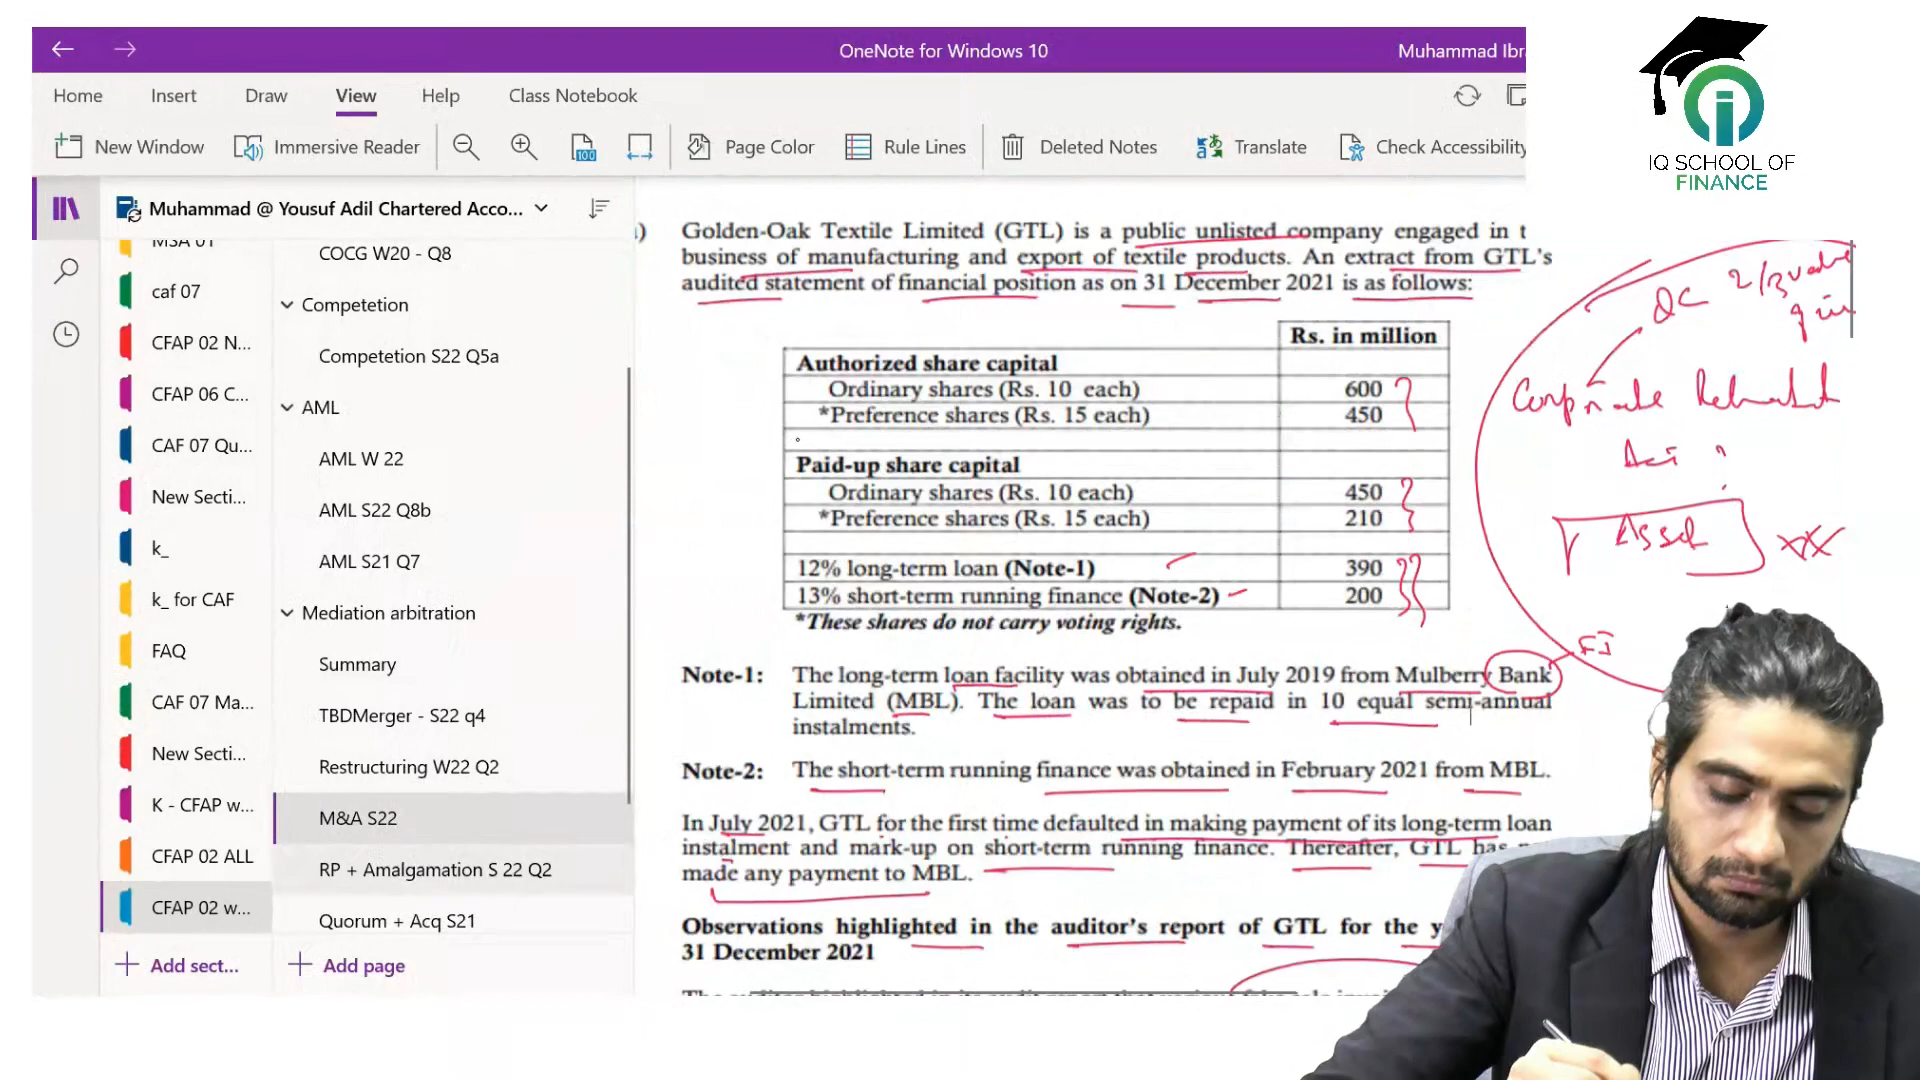 OneNote for Windows 10
Muhammad Ibr
Home Insert Draw View Help Class Notebook
New Window Immersive Reader 100 Page Color Rule Lines Deleted Notes Translate Check Accessibility
IQ SCHOOL OF
FINANCE
Muhammad @ Yousuf Adil Chartered Acco...
MSA 01
caf 07
CFAP 02 N...
CFAP 06 C...
CAF 07 Qu...
New Secti...
k_
k_ for CAF
FAQ
CAF 07 Ma...
New Secti...
K - CFAP w...
CFAP 02 ALL
CFAP 02 w...
Add sect...
COCG W20 - Q8
Competetion
Competetion S22 Q5a
AML
AML W 22
AML S22 Q8b
AML S21 Q7
Mediation arbitration
Summary
TBDMerger - S22 q4
Restructuring W22 Q2
M&A S22
RP + Amalgamation S 22 Q2
Quorum + Acq S21
Add page
Golden-Oak Textile Limited (GTL) is a public unlisted company engaged in t
business of manufacturing and export of textile products. An extract from GTL's
audited statement of financial position as on 31 December 2021 is as follows:
Rs. in million
Authorized share capital
Ordinary shares (Rs. 10 each) 600
*Preference shares (Rs. 15 each) 450
Paid-up share capital
Ordinary shares (Rs. 10 each) 450
*Preference shares (Rs. 15 each) 210
12% long-term loan (Note-1) 390
13% short-term running finance (Note-2) 200
*These shares do not carry voting rights.
Note-1: The long-term loan facility was obtained in July 2019 from Mulberry Bank
Limited (MBL). The loan was to be repaid in 10 equal semi-annual
instalments.
Note-2: The short-term running finance was obtained in February 2021 from MBL.
In July 2021, GTL for the first time defaulted in making payment of its long-term loan
instalment and mark-up on short-term running finance. Thereafter, GTL has
made any payment to MBL.
Observations highlighted in the auditor's report of GTL for the y
31 December 2021
Corporate
Act
Asset
FI